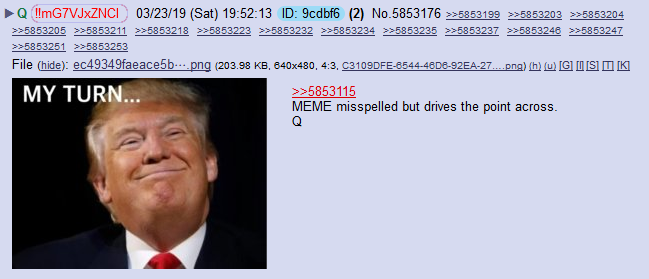 ▶ Q !!mG7VJxZNCI 03/23/19 (Sat) 19:52:13 ID: 9cdbf6 (2) No.5853176 >>5853199 >>5853203 >>5853204
>>5853205 >>5853211 >>5853218 >>5853223 >>5853232 >>5853234 >>5853235 >>5853237 >>5853246 >>5853247
>>5853251 >>5853253
File (hide): ec49349faeace5b⋯.png (203.98 KB, 640x480, 4:3, C3109DFE-6544-46D6-92EA-27….png) (h) (u) [G] [I] [S] [T] [K]
MY TURN...
>>5853115
MEME misspelled but drives the point across.
Q